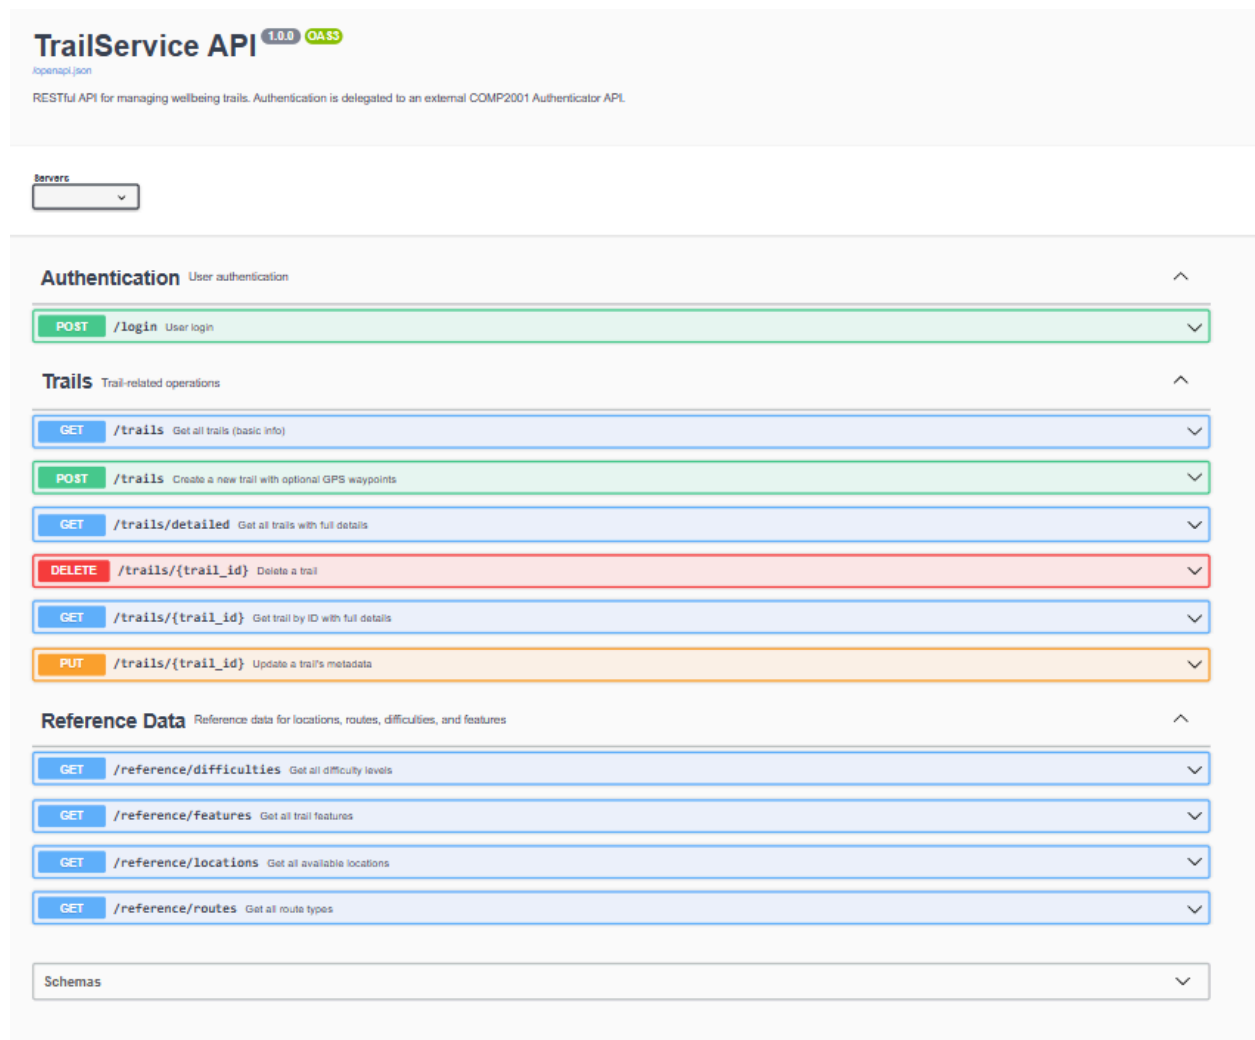 TrailService API 1.0.0 OAS3
/openapi.json
RESTful API for managing wellbeing trails. Authentication is delegated to an external COMP2001 Authenticator API.
Servers
Authentication User authentication
POST /login User login
Trails Trail-related operations
GET /trails Get all trails (basic info)
POST /trails Create a new trail with optional GPS waypoints
GET /trails/detailed Get all trails with full details
DELETE /trails/{trail_id} Delete a trail
GET /trails/{trail_id} Get trail by ID with full details
PUT /trails/{trail_id} Update a trail's metadata
Reference Data Reference data for locations, routes, difficulties, and features
GET /reference/difficulties Get all difficulty levels
GET /reference/features Get all trail features
GET /reference/locations Get all available locations
GET /reference/routes Get all route types
Schemas